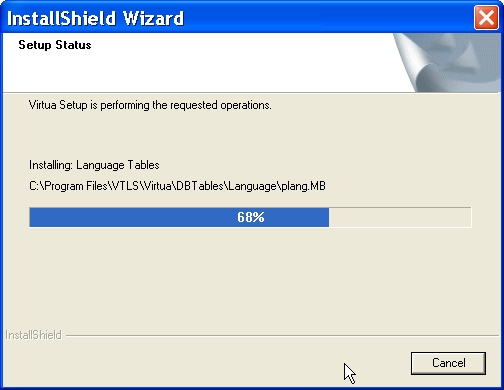 InstallShield Wizard
Setup Status
Virtua Setup is performing the requested operations.
Installing: Language Tables
C:\Program Files\VTLS\Virtua\DBTables\Language\plang.MB
68%
InstallShield
Cancel